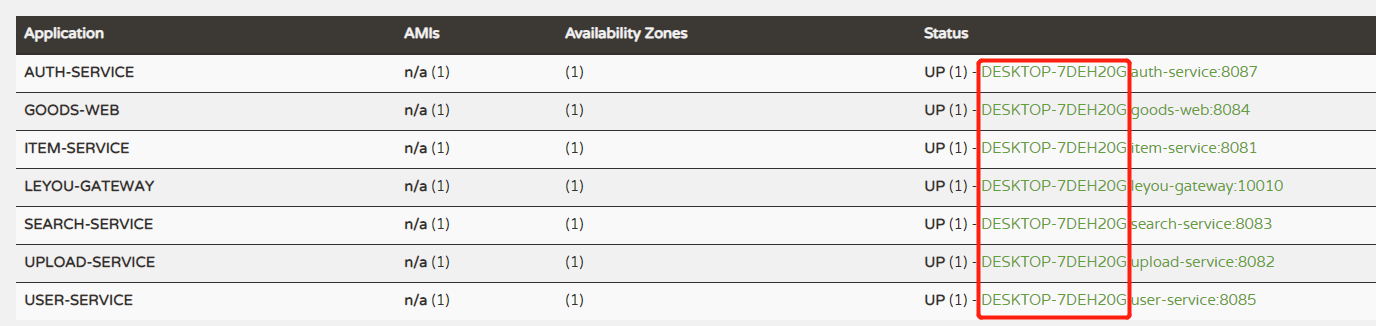 Application AMIs Availability Zones Status
AUTH-SERVICE n/a (1) (1) UP (1) - DESKTOP-7DEH20G:auth-service:8087
GOODS-WEB n/a (1) (1) UP (1) - DESKTOP-7DEH20G:goods-web:8084
ITEM-SERVICE n/a (1) (1) UP (1) - DESKTOP-7DEH20G:item-service:8081
LEYOU-GATEWAY n/a (1) (1) UP (1) - DESKTOP-7DEH20G:leyou-gateway:10010
SEARCH-SERVICE n/a (1) (1) UP (1) - DESKTOP-7DEH20G:search-service:8083
UPLOAD-SERVICE n/a (1) (1) UP (1) - DESKTOP-7DEH20G:upload-service:8082
USER-SERVICE n/a (1) (1) UP (1) - DESKTOP-7DEH20G:user-service:8085